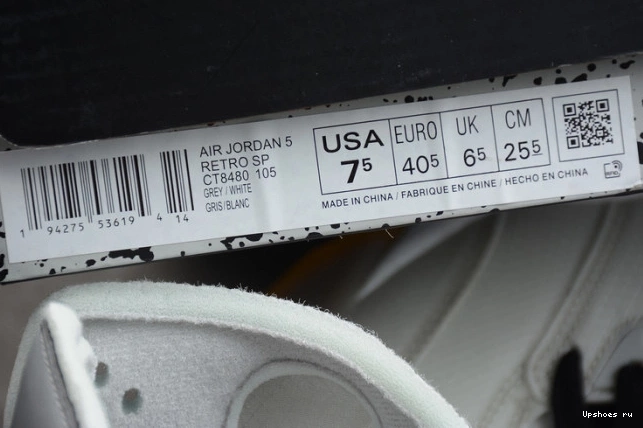 AIR JORDAN 5
RETRO SP
CT8480 105
GREY / WHITE
GRIS/BLANC
1 94275 53619 4 14
USA EURO UK CM
7⁵ 40⁵ 6⁵ 25⁵
MADE IN CHINA / FABRIQUE EN CHINE / HECHO EN CHINA
Upshoes ru